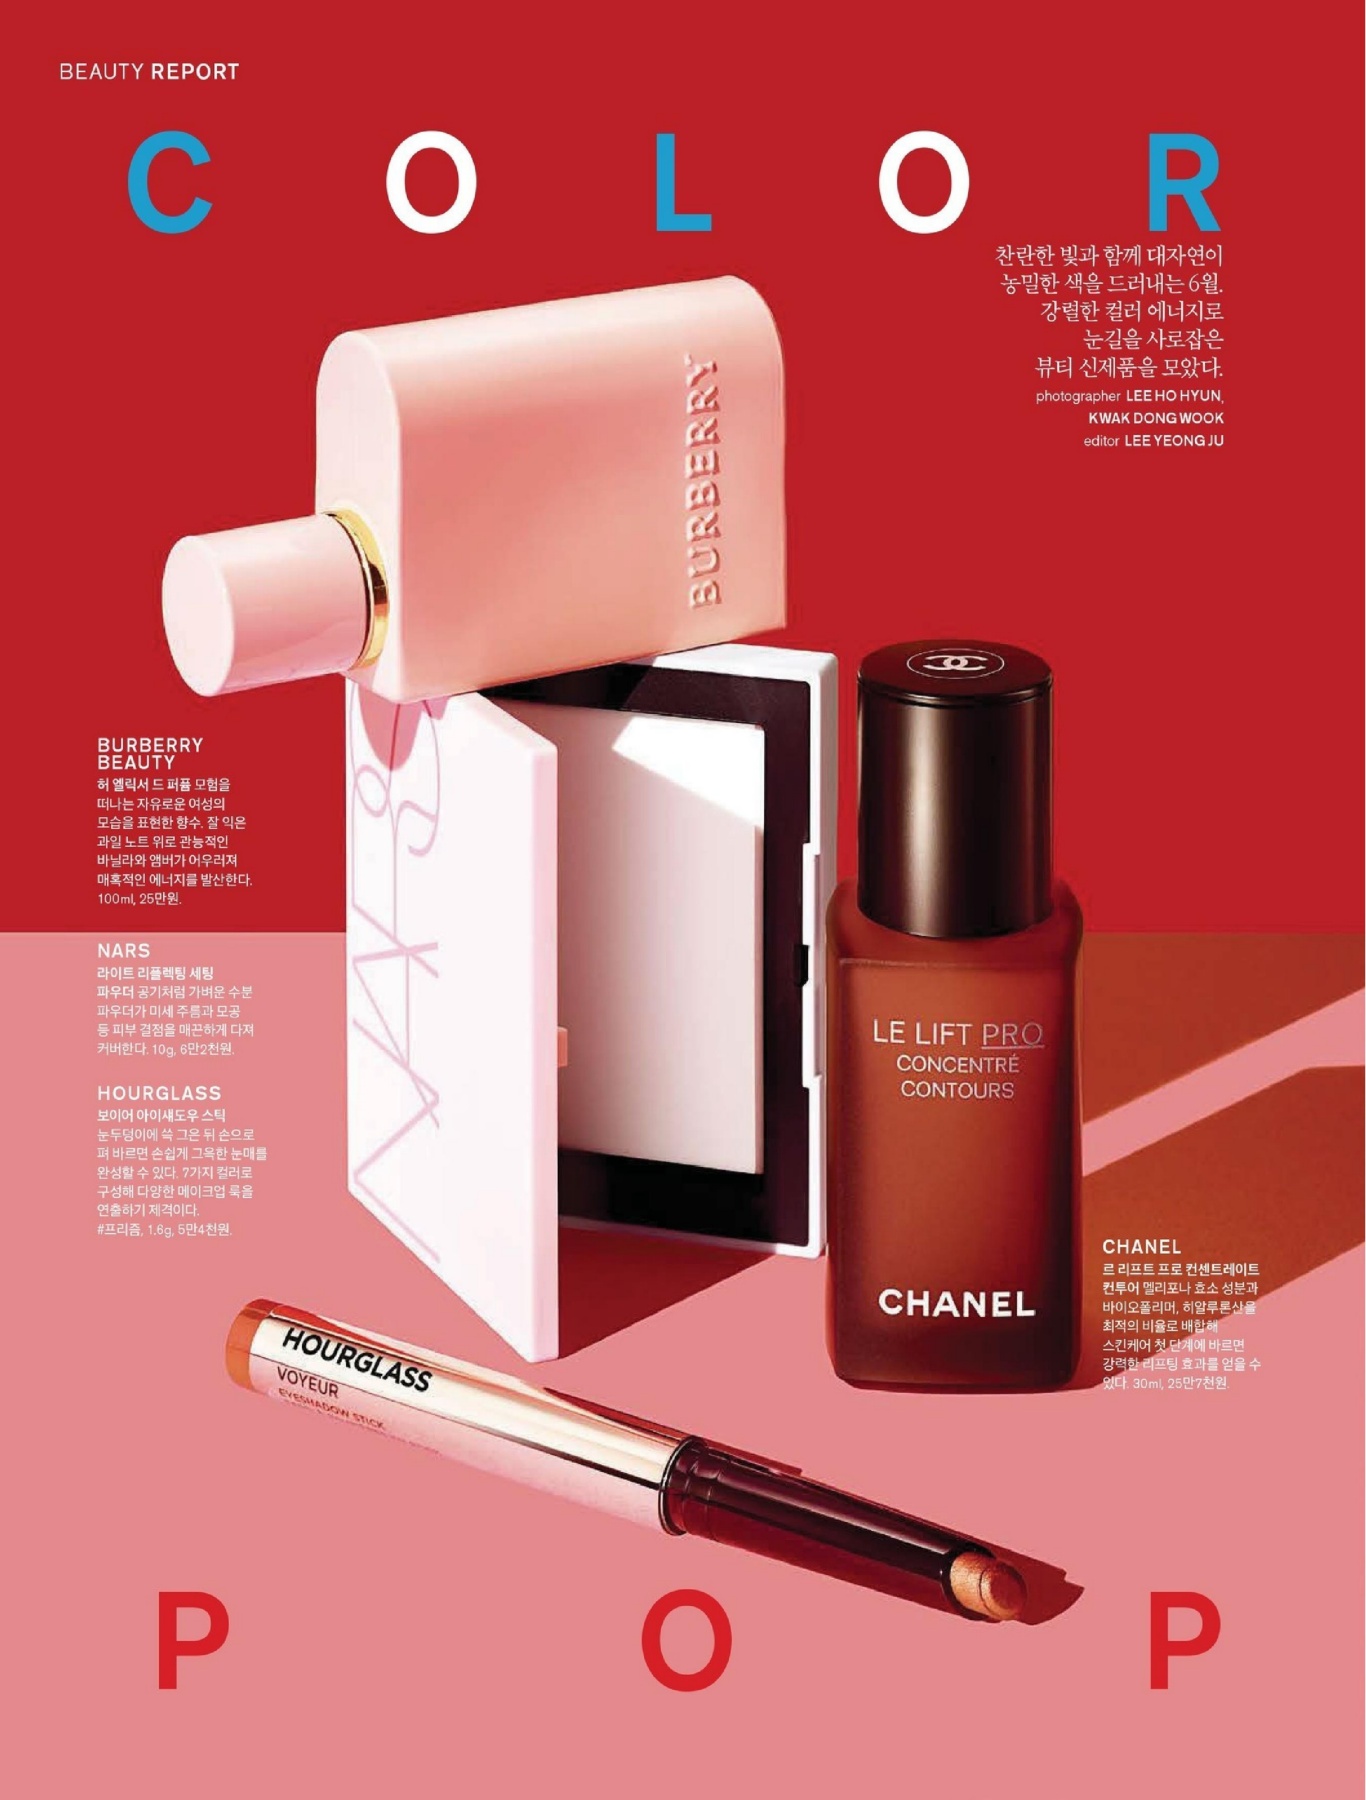 BEAUTY REPORT
COLOR
찬란한 빛과 함께 대자연이
농밀한 색을 드러내는 6월.
강렬한 컬러 에너지로
눈길을 사로잡은
뷰티 신제품을 모았다.
photographer LEE HO HYUN,
KWAK DONG WOOK
editor LEE YEONG JU
BURBERRY
BURBERRY
BEAUTY
허 엘릭서 드 퍼퓸 모험을
떠나는 자유로운 여성의
모습을 표현한 향수. 잘 익은
과일 노트 위로 관능적인
바닐라와 앰버가 어우러져
매혹적인 에너지를 발산한다.
100ml, 25만원.
NARS
라이트 리플렉팅 세팅
파우더 공기처럼 가벼운 수분
파우더가 미세 주름과 모공
등 피부 결점을 매끈하게 다져
커버한다. 10g, 6만2천원.
HOURGLASS
보이어 아이섀도우 스틱
눈두덩이에 쓱 그은 뒤 손으로
펴 바르면 손쉽게 그윽한 눈매를
완성할 수 있다. 7가지 컬러로
구성해 다양한 메이크업 룩을
연출하기 제격이다.
#프리즘, 1.6g, 5만4천원.
NARS
LE LIFT PRO
CONCENTRÉ
CONTOURS
CHANEL
CHANEL
르 리프트 프로 컨센트레이트
컨투어 멜리포나 효소 성분과
바이오폴리머, 히알루론산을
최적의 비율로 배합해
스킨케어 첫 단계에 바르면
강력한 리프팅 효과를 얻을 수
있다. 30ml, 25만7천원.
HOURGLASS
VOYEUR
EYESHADOW STICK
POP